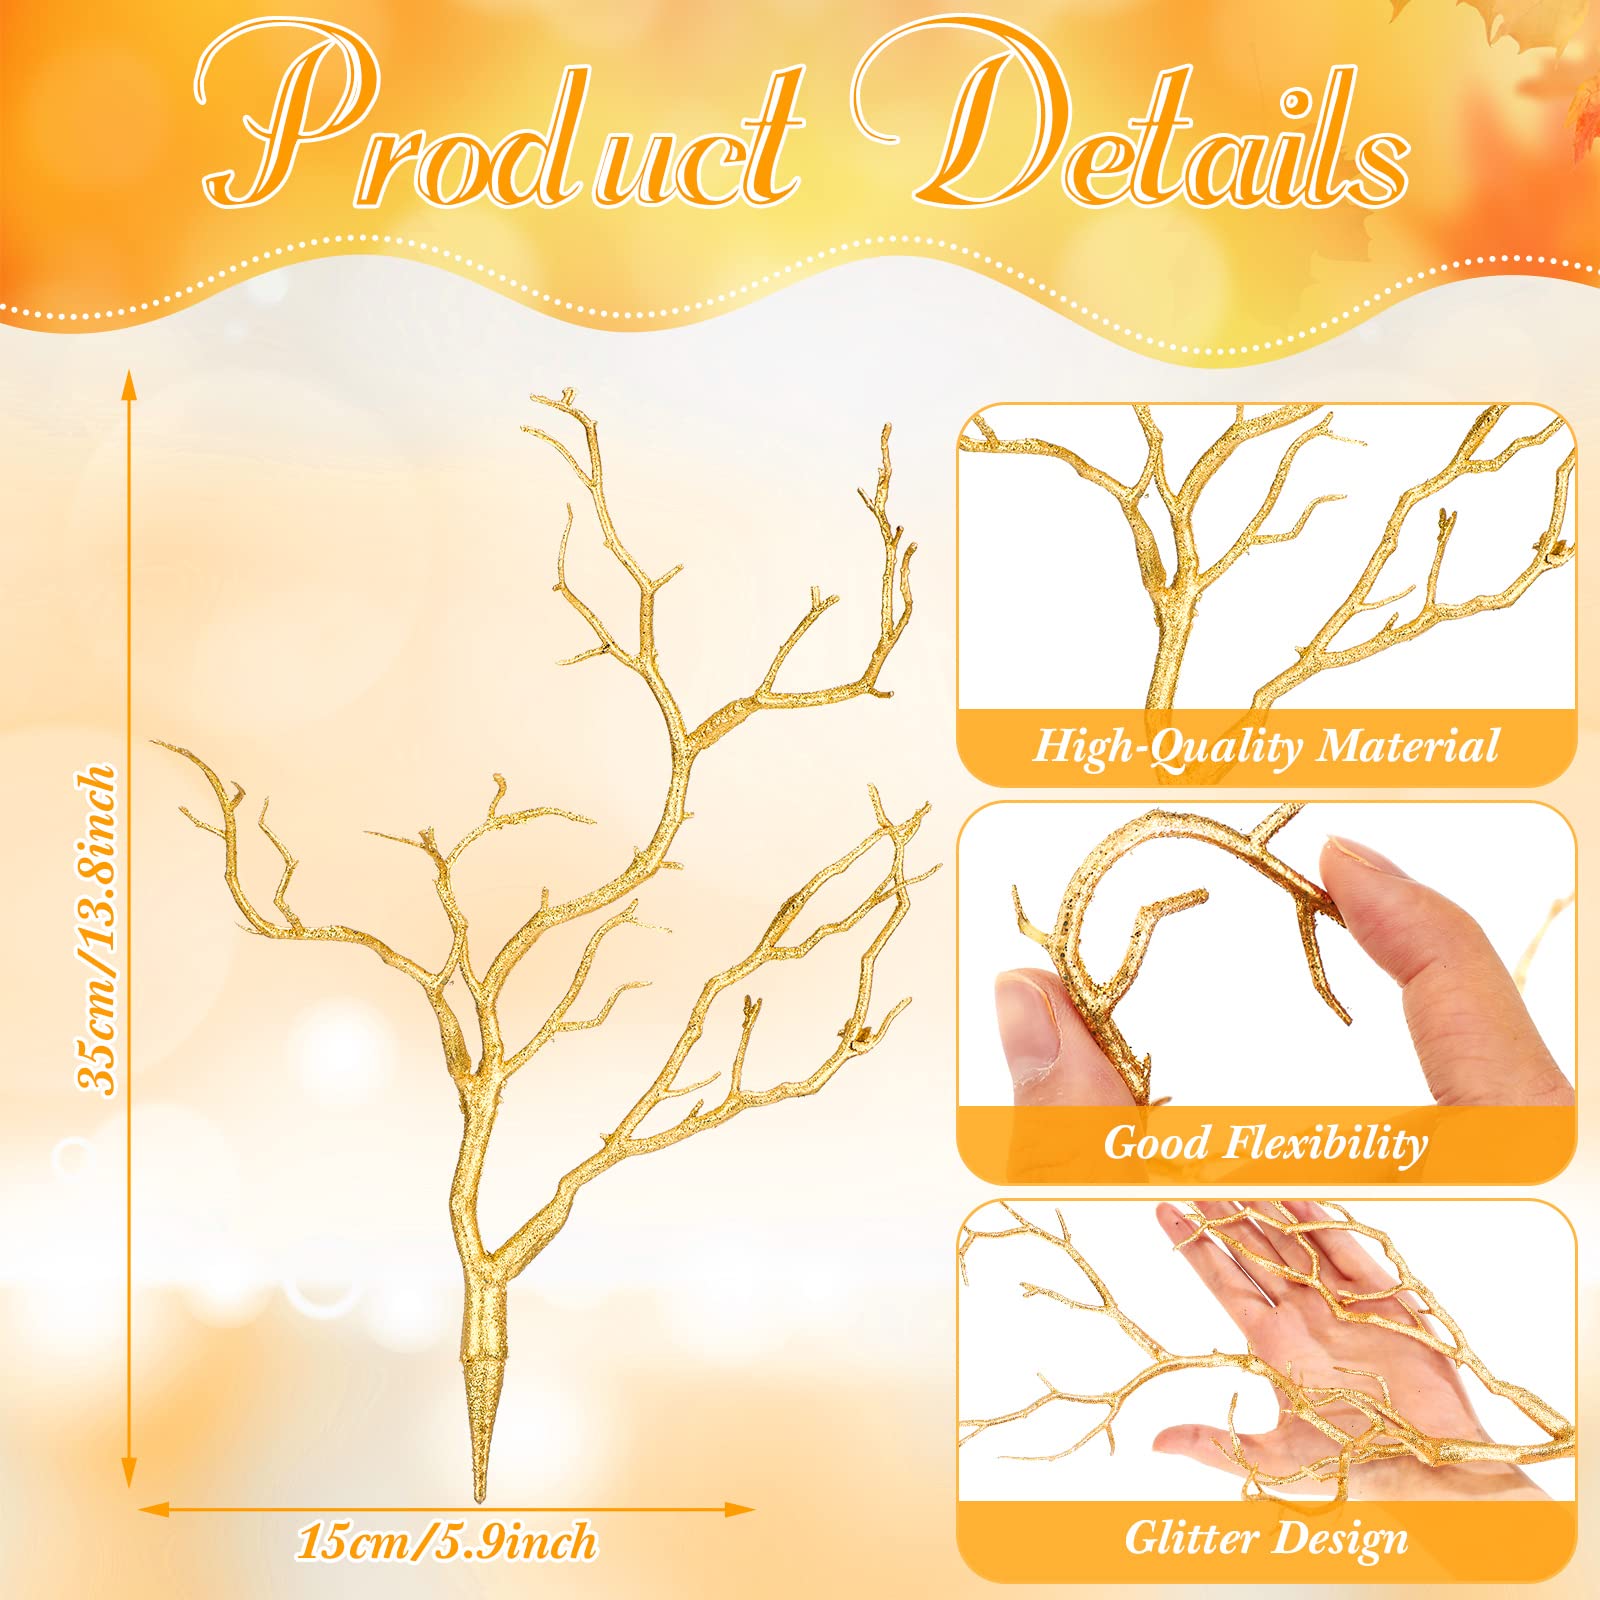 Product Details
35cm/13.8inch
15cm/5.9inch
High-Quality Material
Good Flexibility
Glitter Design